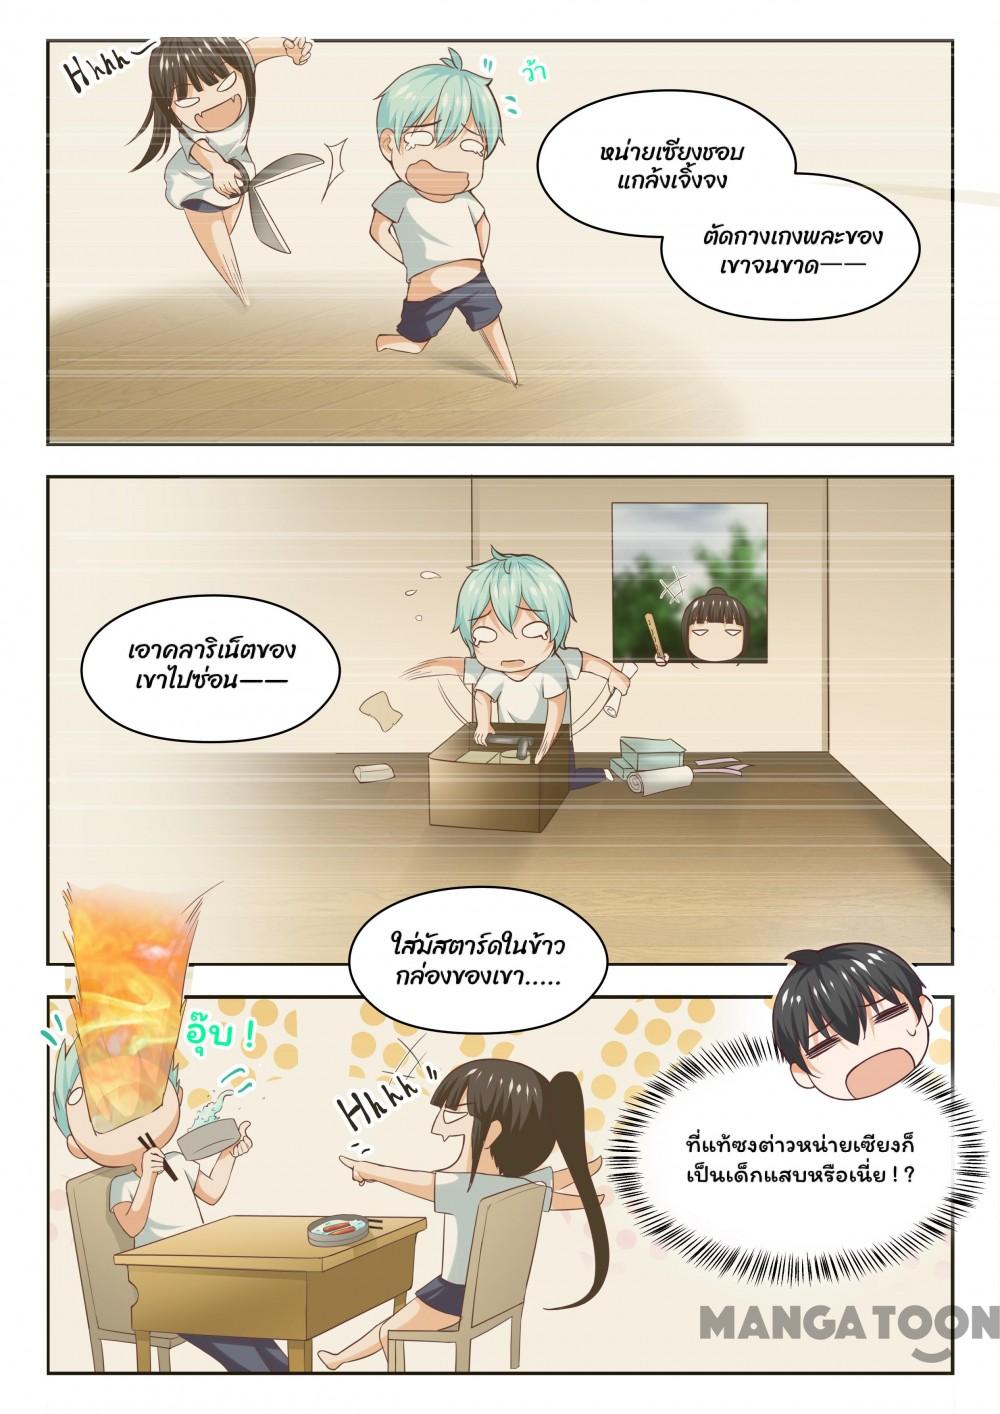 Hhhh
ว้า
หน่ายเซียงชอบ
แกล้งเจิ้งจง
ตัดกางเกงพละของ
เขาจนขาด——
เอาคลาริเน็ตของ
เขาไปซ่อน——
ใส่มัสตาร์ดในข้าว
กล่องของเขา.....
อุ๊บ !
Hhhh
ที่แท้ซงต่าวหน่ายเซียงก็
เป็นเด็กแสบหรือเนี่ย ! ?
MANGATOON